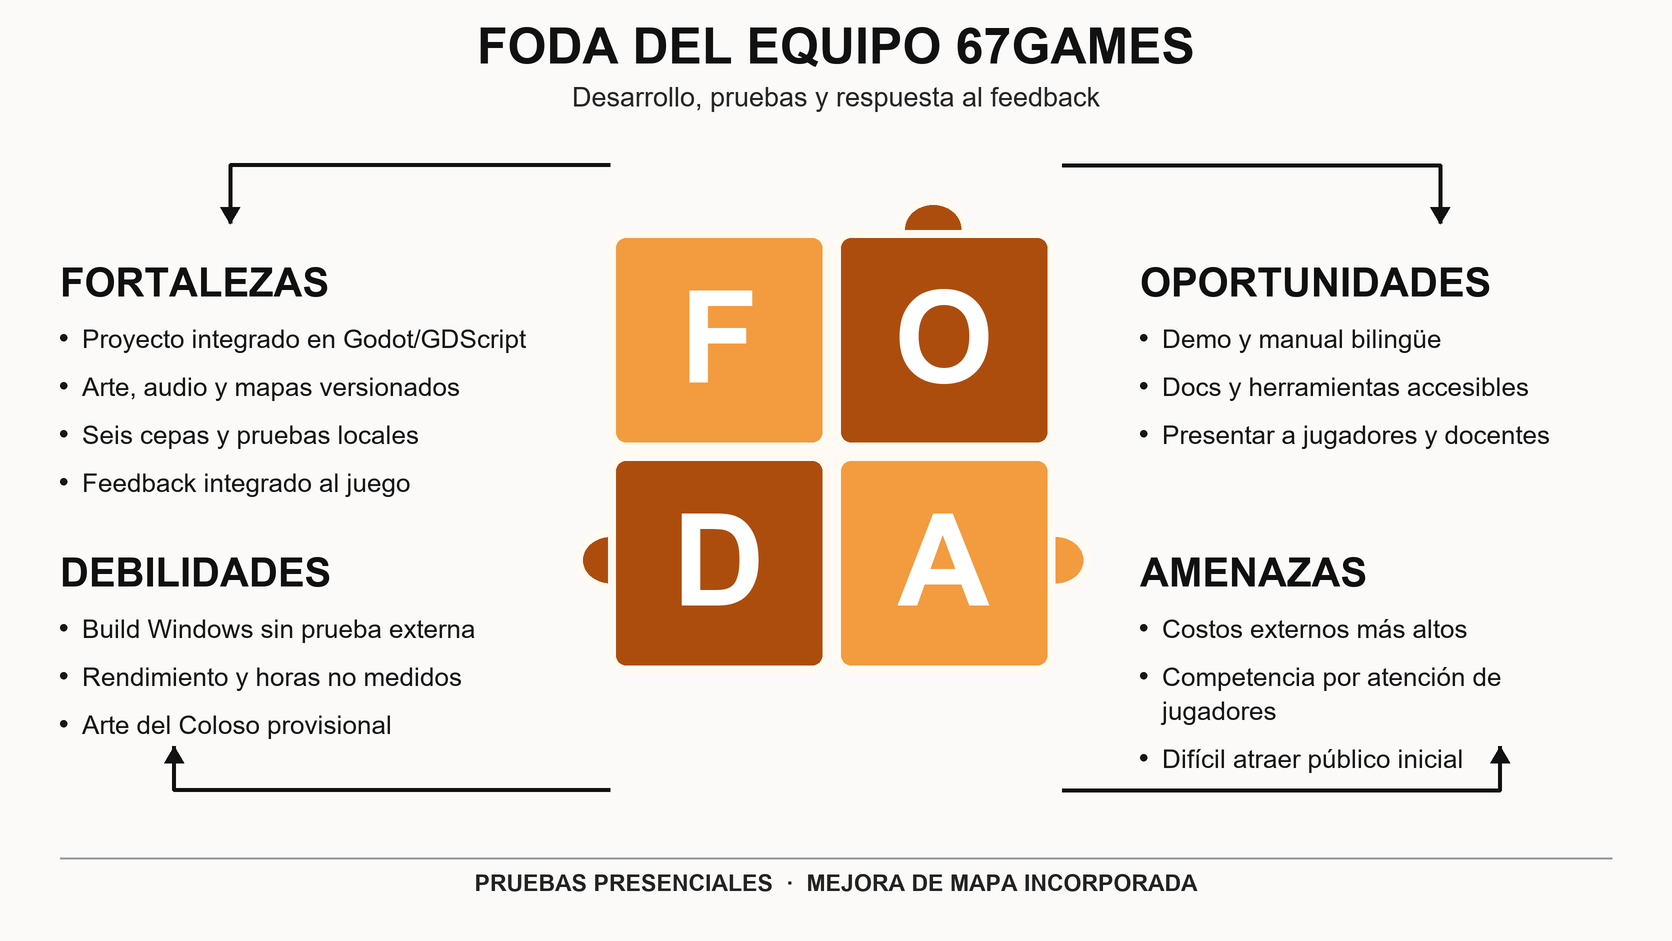 FODA DEL EQUIPO 67GAMES
Desarrollo, pruebas y respuesta al feedback
FORTALEZAS
• Proyecto integrado en Godot/GDScript
• Arte, audio y mapas versionados
• Seis cepas y pruebas locales
• Feedback integrado al juego
F
O
D
A
OPORTUNIDADES
• Demo y manual bilingüe
• Docs y herramientas accesibles
• Presentar a jugadores y docentes
DEBILIDADES
• Build Windows sin prueba externa
• Rendimiento y horas no medidos
• Arte del Coloso provisional
AMENAZAS
• Costos externos más altos
• Competencia por atención de
jugadores
• Difícil atraer público inicial
PRUEBAS PRESENCIALES · MEJORA DE MAPA INCORPORADA